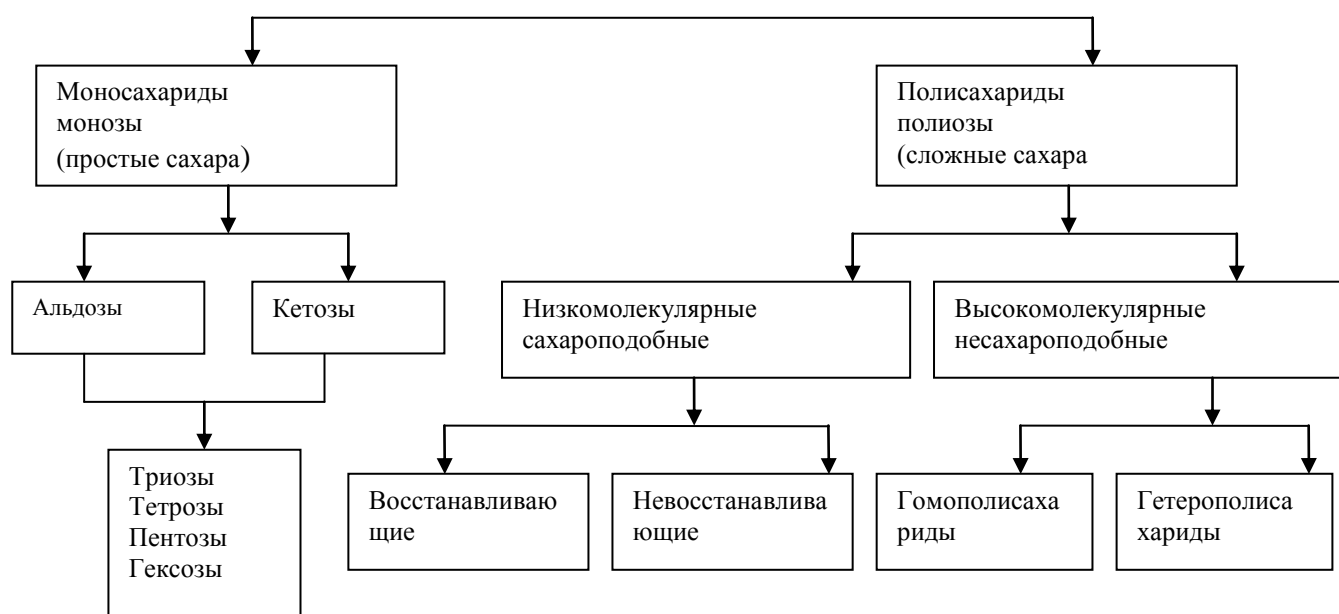 Моносахариды
монозы
(простые сахара)
Полисахариды
полиозы
(сложные сахара
Альдозы
Кетозы
Низкомолекулярные
сахароподобные
Высокомолекулярные
несахароподобные
Триозы
Тетрозы
Пентозы
Гексозы
Восстанавливаю
щие
Невосстанавлива
ющие
Гомополисаха
риды
Гетерополиса
хариды